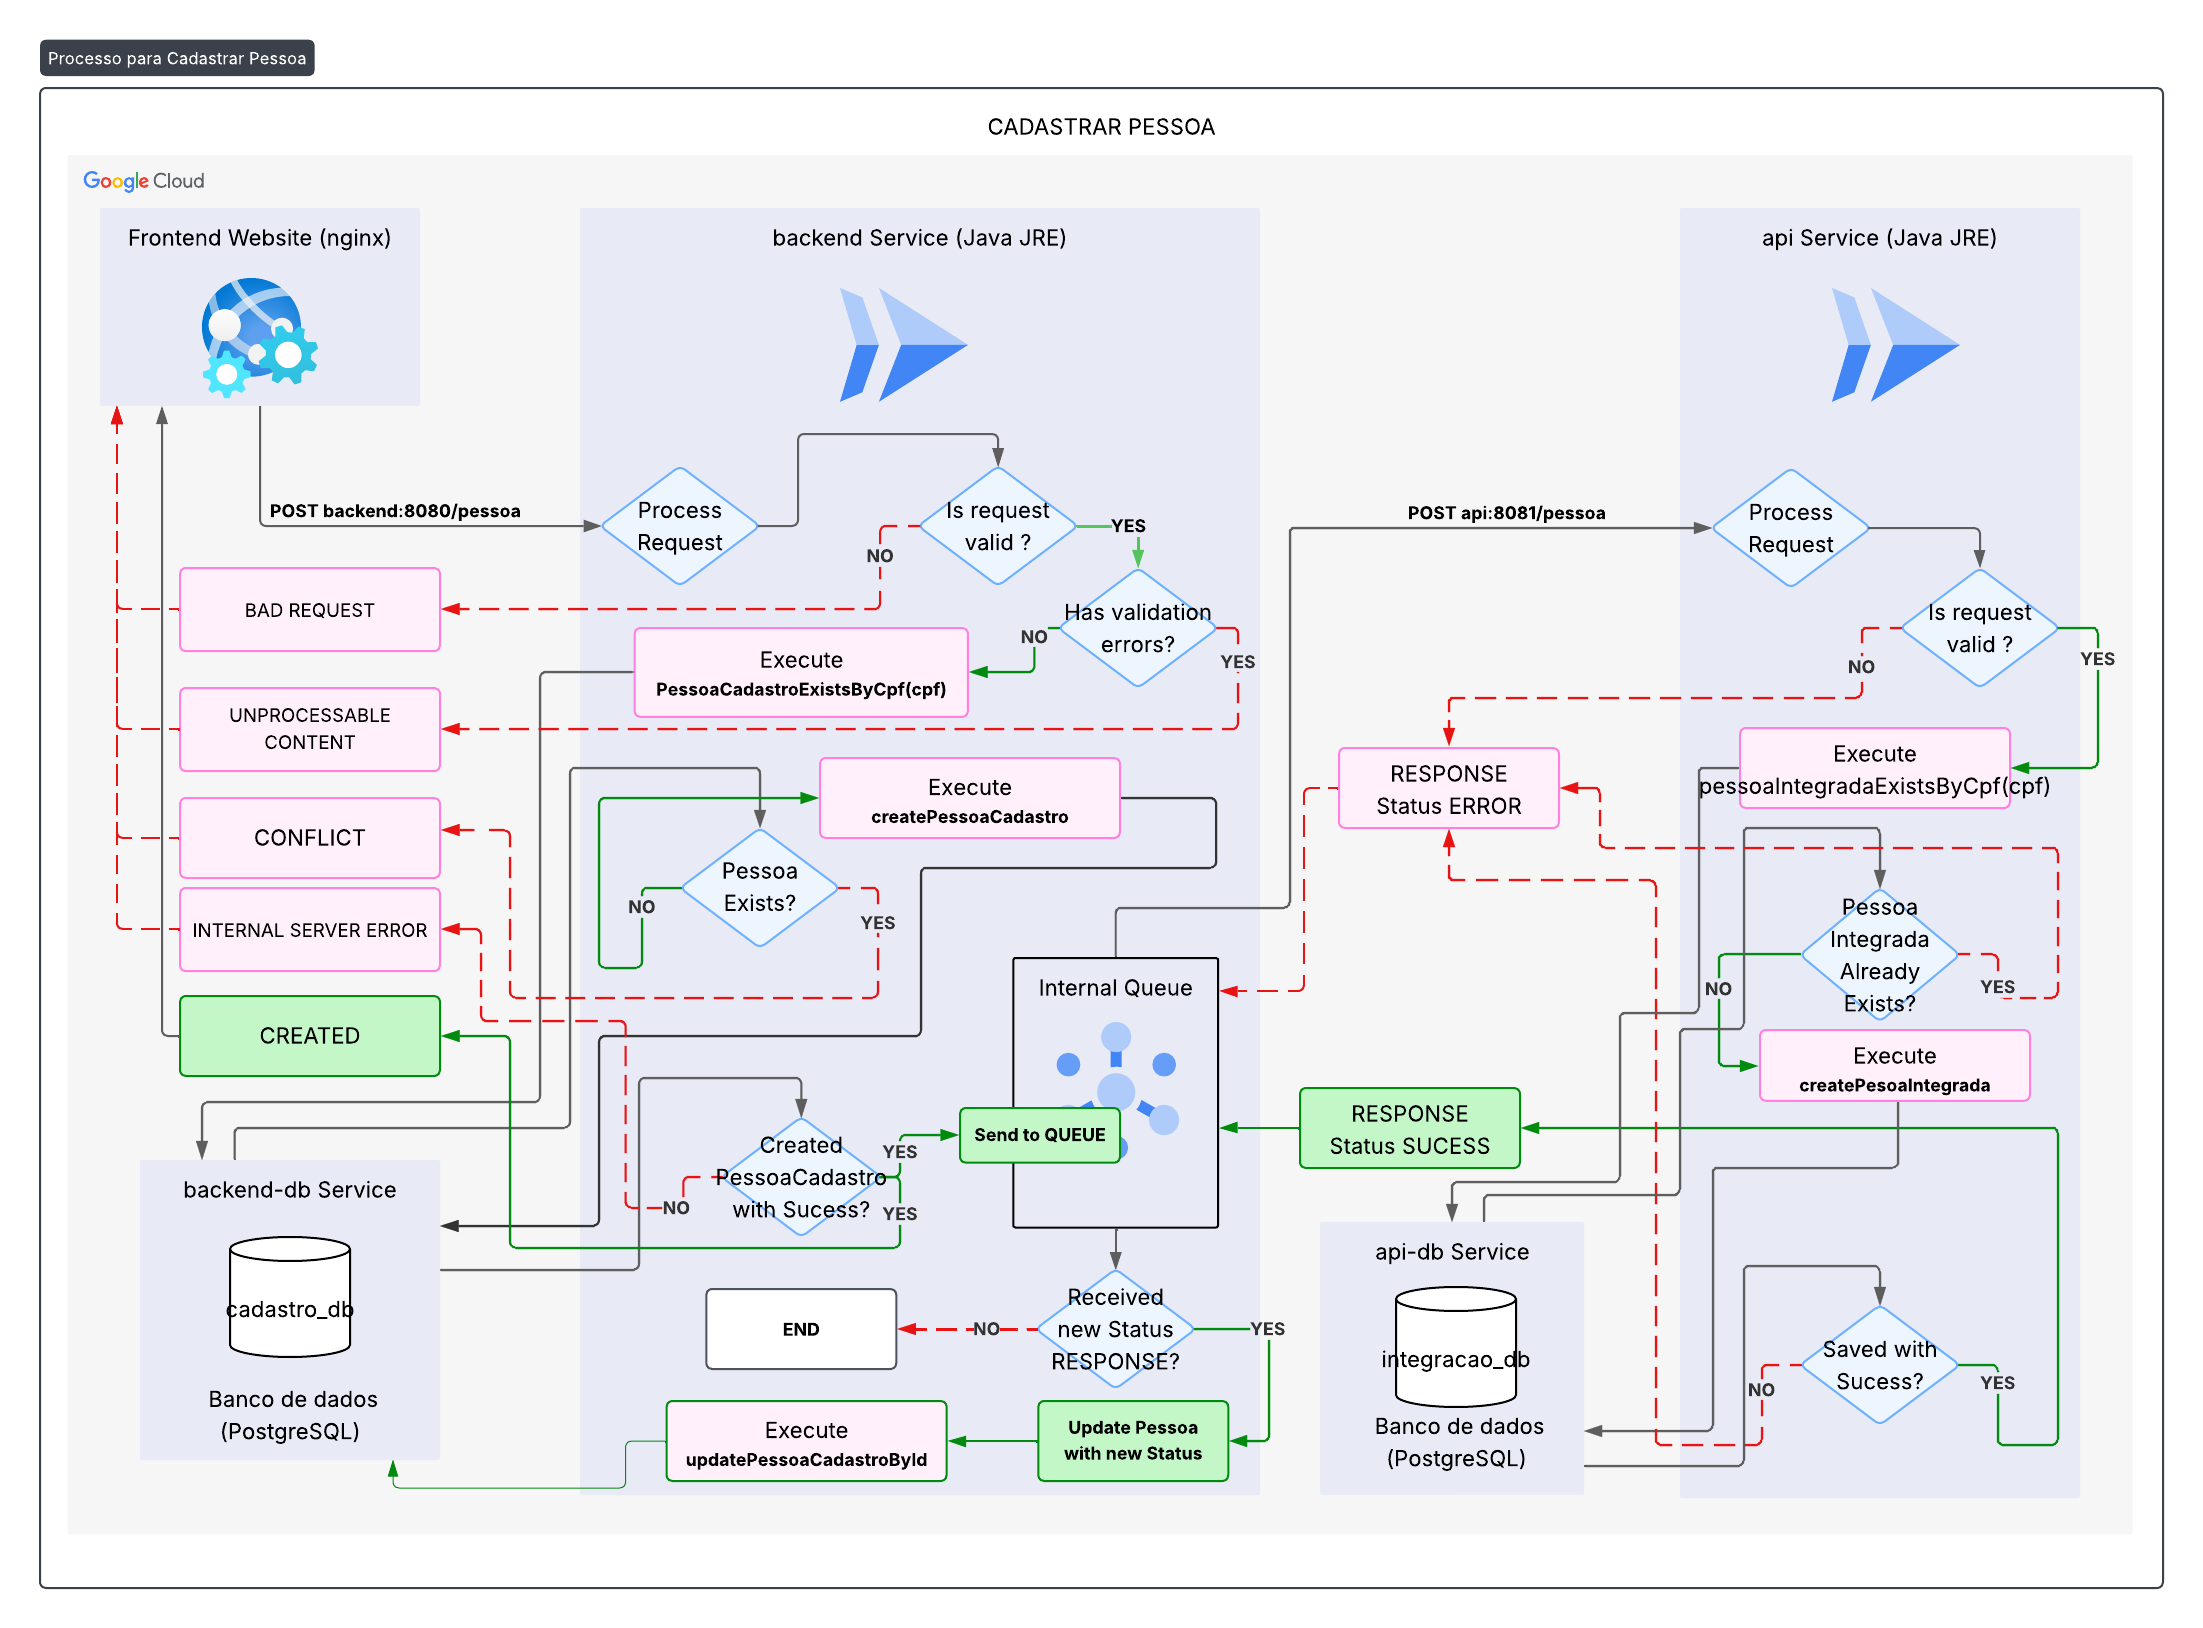 Processo para Cadastrar Pessoa
CADASTRAR PESSOA
Google Cloud
Frontend Website (nginx)
backend Service (Java JRE)
api Service (Java JRE)
POST backend:8080/pessoa
Process
Request
Is request
valid ?
YES
NO
Has validation
errors?
NO
YES
POST api:8081/pessoa
Process
Request
Is request
valid ?
NO
YES
BAD REQUEST
Execute
PessoaCadastroExistsByCpf(cpf)
UNPROCESSABLE
CONTENT
Execute
createPessoaCadastro
RESPONSE
Status ERROR
Execute
pessoaIntegradaExistsByCpf(cpf)
CONFLICT
Pessoa
Exists?
NO
YES
INTERNAL SERVER ERROR
Pessoa
Integrada
Already
Exists?
NO
YES
Internal Queue
CREATED
Execute
createPesoaIntegrada
RESPONSE
Status SUCESS
Send to QUEUE
Created
PessoaCadastro
with Sucess?
YES
NO
YES
backend-db Service
cadastro_db
Banco de dados
(PostgreSQL)
api-db Service
integracao_db
Banco de dados
(PostgreSQL)
END
NO
Received
new Status
RESPONSE?
YES
Saved with
Sucess?
NO
YES
Execute
updatePessoaCadastroById
Update Pessoa
with new Status